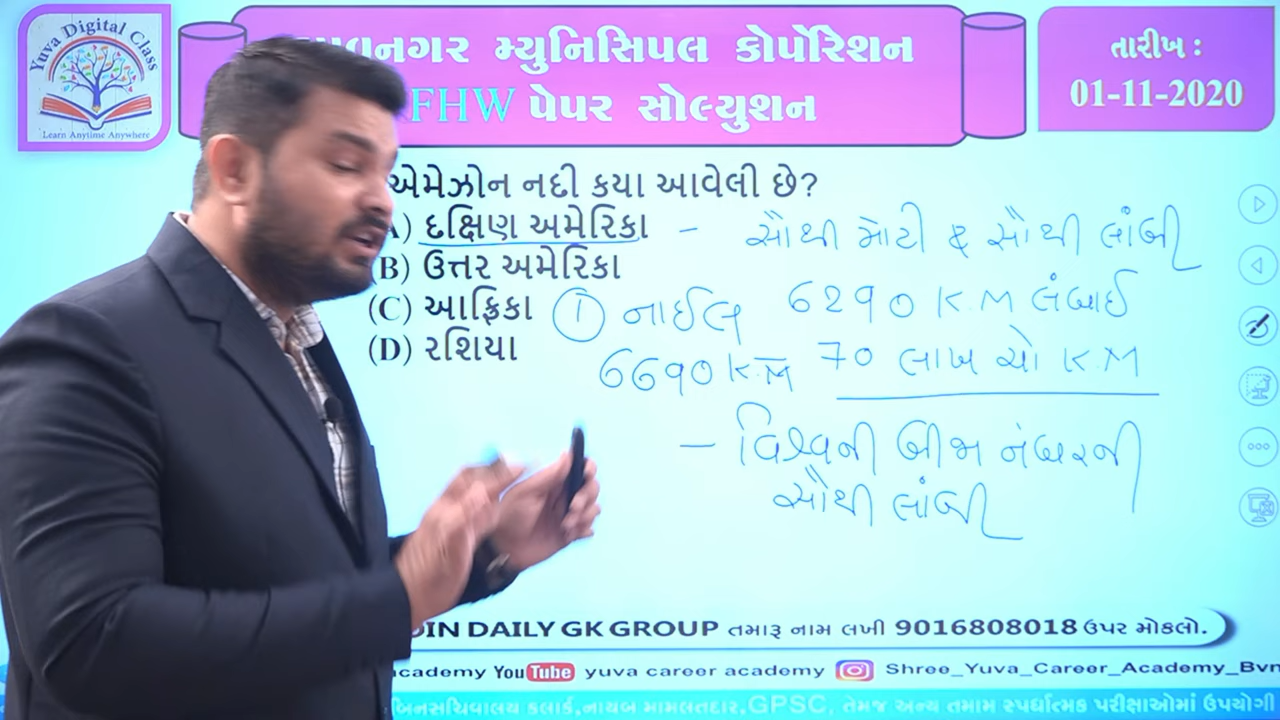 Yuva Digital Class
Learn Anytime Anywhere
મ્યુનિસિપલ કોર્પોરેશન
FHW પેપર સોલ્યુશન
તારીખ :
01-11-2020
એમેઝોન નદી કયા આવેલી છે?
) દક્ષિણ અમેરિકા - સૌથી મોટી & સૌથી લાંબી
(B) ઉત્તર અમેરિકા
(C) આફ્રિકા ① નાઈલ 6290 K.M લંબાઈ
(D) રશિયા 6690 K.M 70 લાખ ચો K.M
- વિશ્વની બીજા નંબરની
સૌથી લાંબી
OIN DAILY GK GROUP તમારૂ નામ લખી 9016808018 ઉપર મોકલો.
academy YouTube yuva career academy Shree_Yuva_Career_Academy_Bvn
બિનસચિવાલય કલાર્ક,નાયબ મામલતદાર,GPSC, તેમજ અન્ય તમામ સ્પર્ધાત્મક પરીક્ષાઓમાં ઉપયોગી